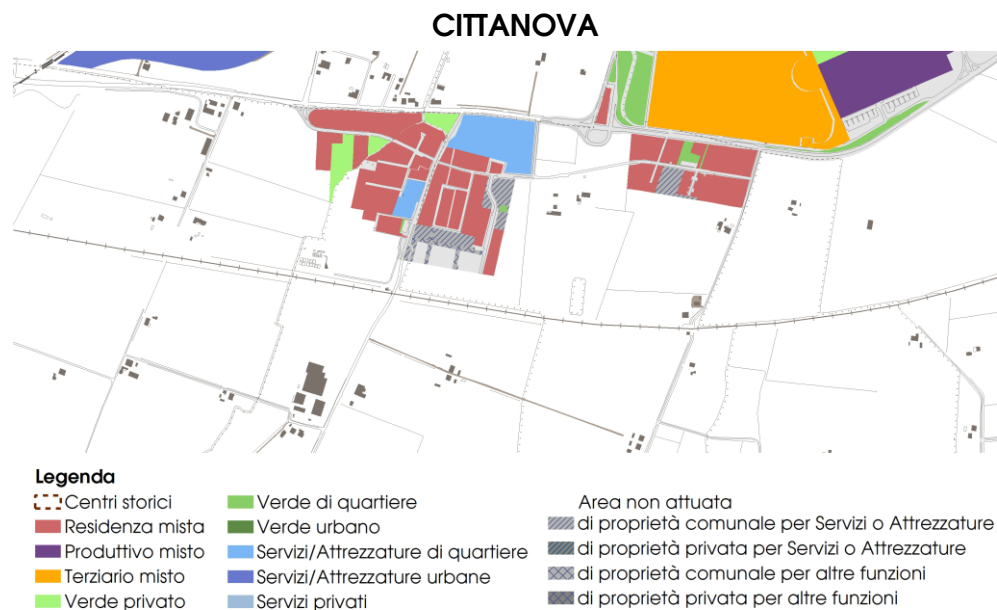 CITTANOVA
Legenda
Centri storici
Residenza mista
Produttivo misto
Terziario misto
Verde privato
Verde di quartiere
Verde urbano
Servizi/Attrezzature di quartiere
Servizi/Attrezzature urbane
Servizi privati
Area non attuata
di proprietà comunale per Servizi o Attrezzature
di proprietà privata per Servizi o Attrezzature
di proprietà comunale per altre funzioni
di proprietà privata per altre funzioni